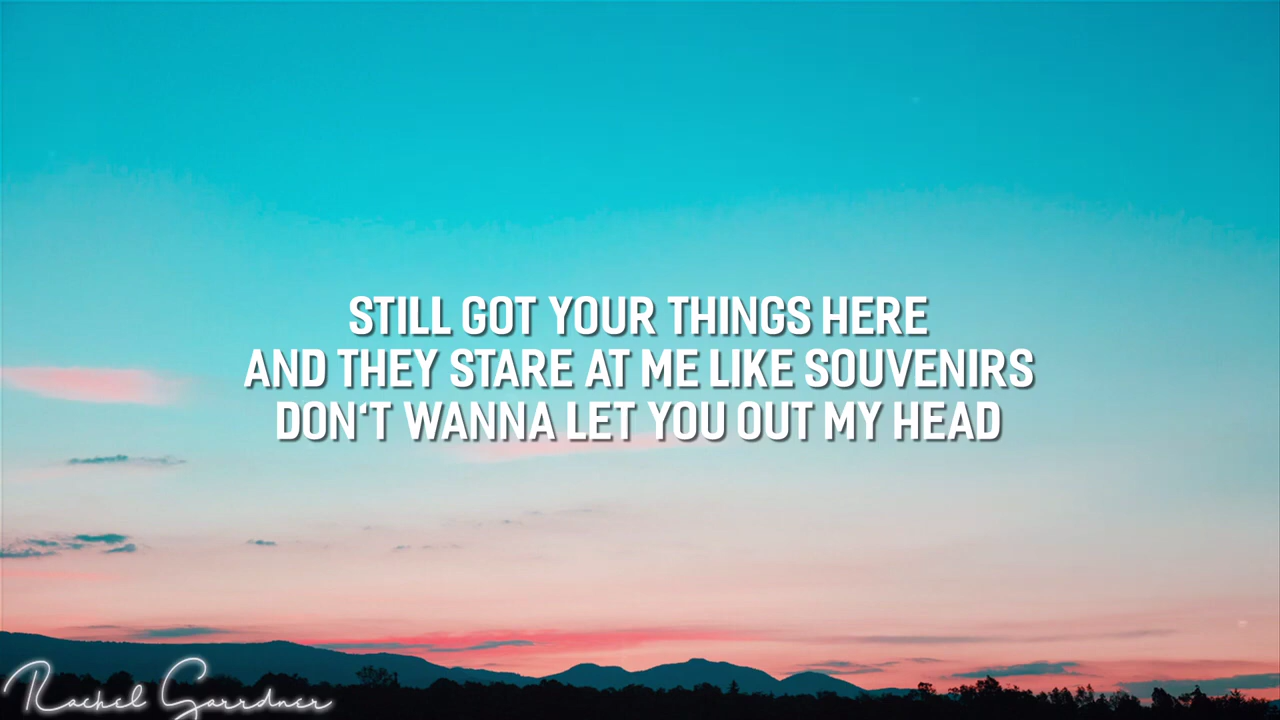 STILL GOT YOUR THINGS HERE
AND THEY STARE AT ME LIKE SOUVENIRS
DON‘T WANNA LET YOU OUT MY HEAD
Rachel Garrdner